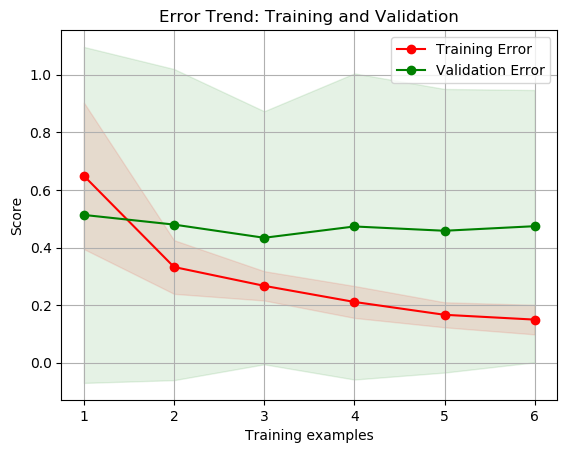 Error Trend: Training and Validation
Training Error
Validation Error
Score
1.0
0.8
0.6
0.4
0.2
0.0
1 2 3 4 5 6
Training examples